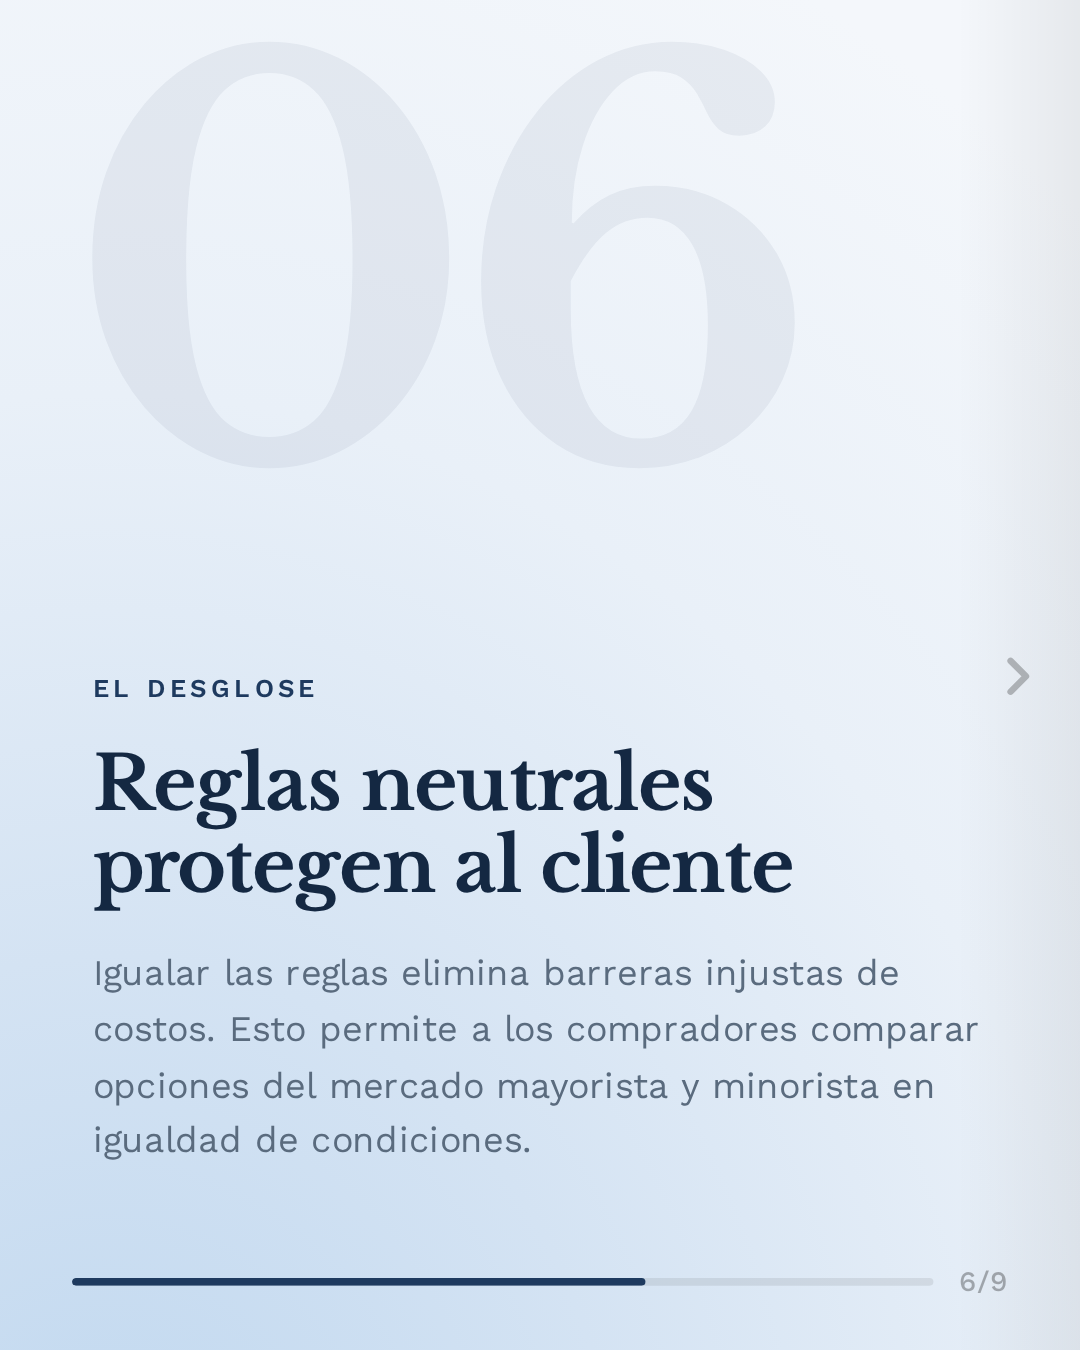 06
EL DESGLOSE
Reglas neutrales
protegen al cliente
Igualar las reglas elimina barreras injustas de
costos. Esto permite a los compradores comparar
opciones del mercado mayorista y minorista en
igualdad de condiciones.
6/9